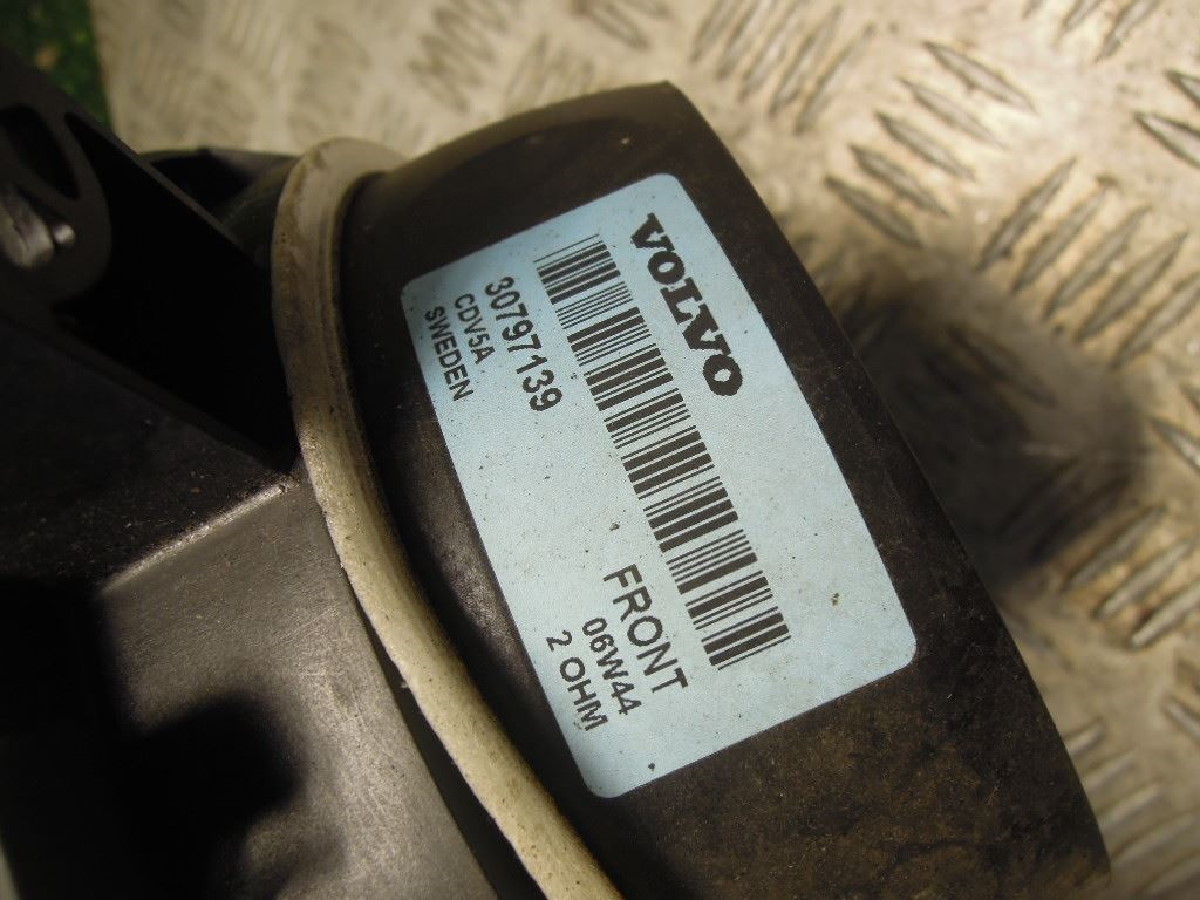 VOLVO
30797139
CDV5A
SWEDEN
FRONT
06W44
2 OHM